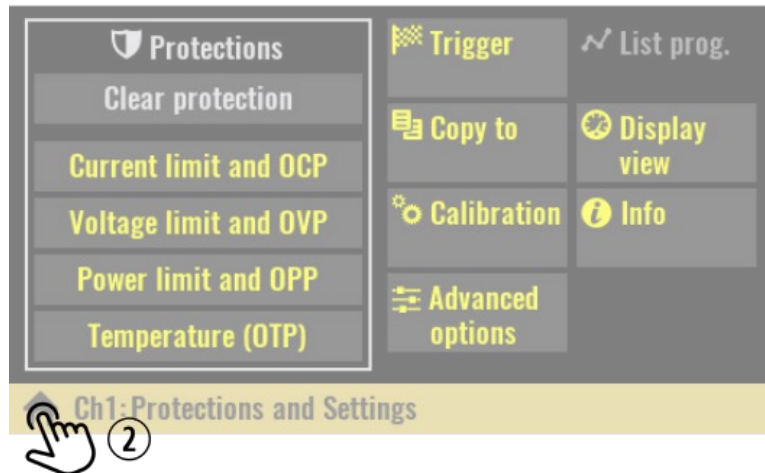 Protections
Clear protection
Current limit and OCP
Voltage limit and OVP
Power limit and OPP
Temperature (OTP)
Trigger
List prog.
Copy to
Display
view
Calibration
Info
Advanced
options
Ch1: Protections and Settings
2